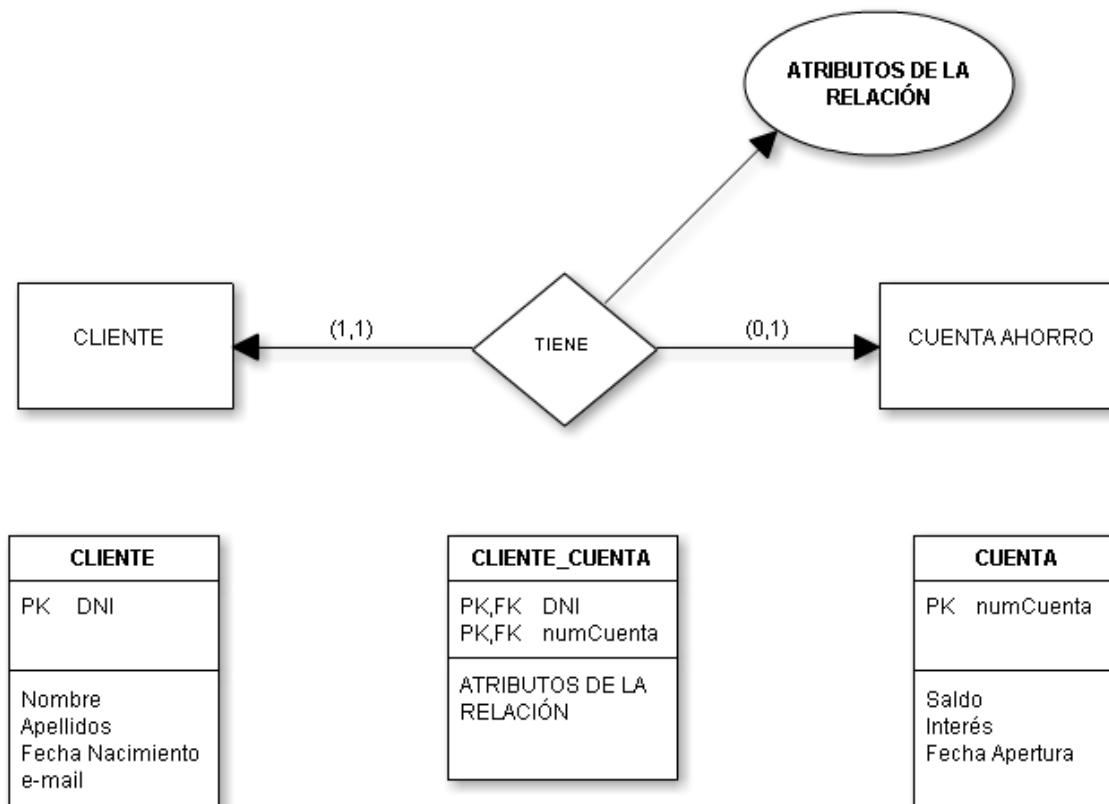 ATRIBUTOS DE LA
RELACIÓN
CLIENTE
(1,1)
TIENE
(0,1)
CUENTA AHORRO
CLIENTE
PK DNI
Nombre
Apellidos
Fecha Nacimiento
e-mail
CLIENTE_CUENTA
PK,FK DNI
PK,FK numCuenta
ATRIBUTOS DE LA
RELACIÓN
CUENTA
PK numCuenta
Saldo
Interés
Fecha Apertura